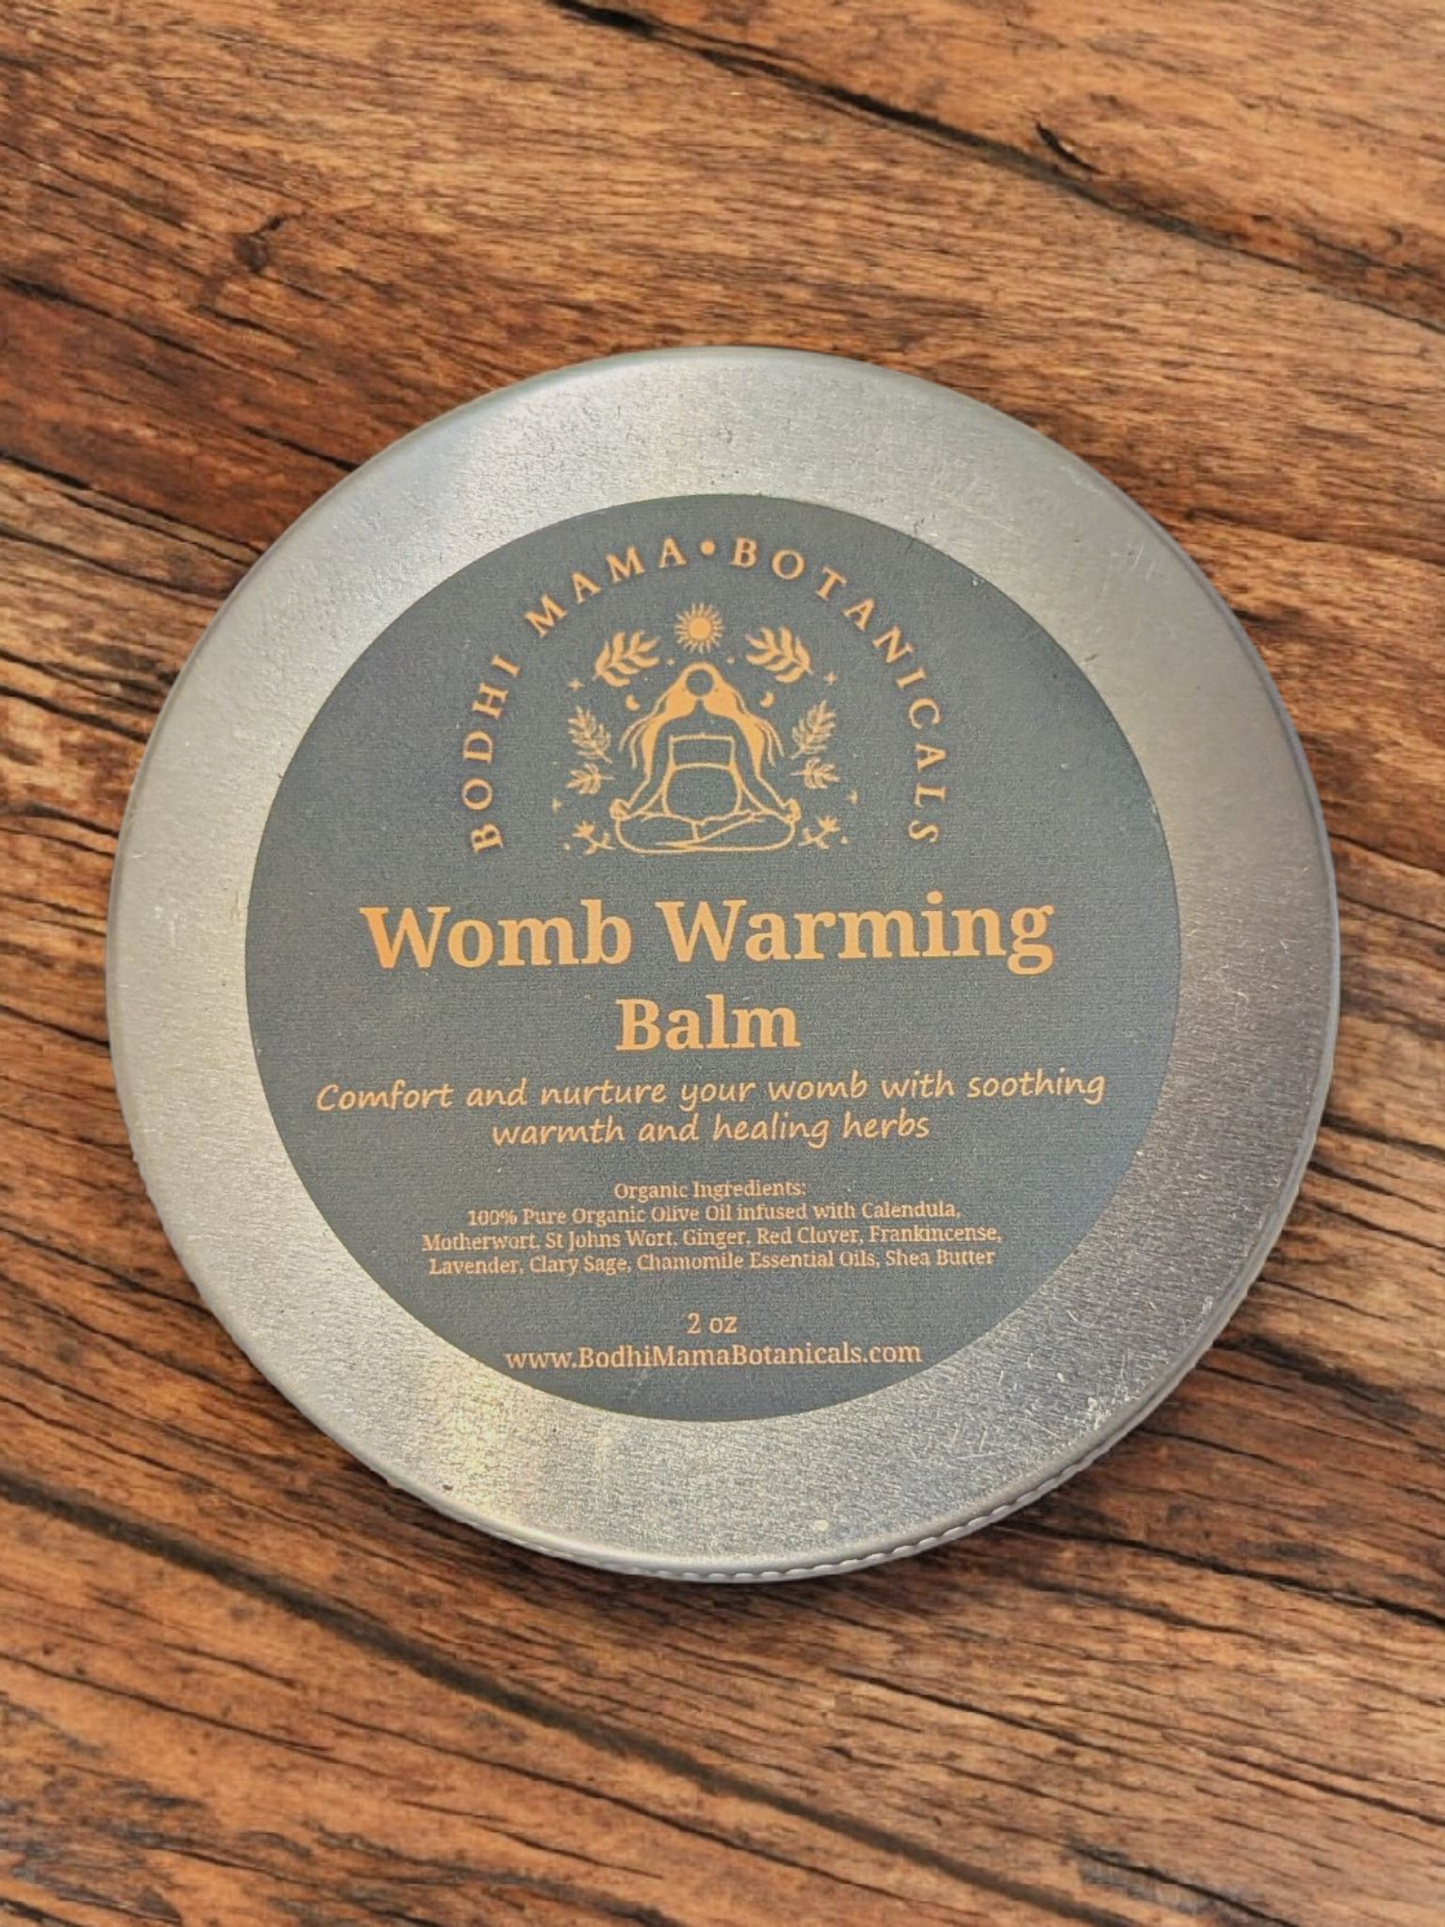 BODHI MAMA•BOTANICALS
Womb Warming
Balm
Comfort and nurture your womb with soothing
warmth and healing herbs
Organic Ingredients:
100% Pure Organic Olive Oil infused with Calendula,
Motherwort, St Johns Wort, Ginger, Red Clover, Frankincense,
Lavender, Clary Sage, Chamomile Essential Oils, Shea Butter
2 oz
www.BodhiMamaBotanicals.com